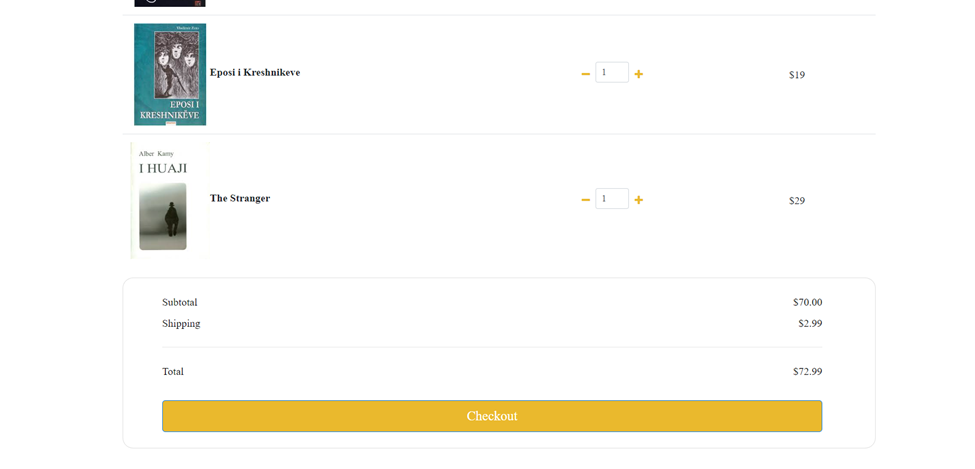 EPOSI I
KRESHNIKËVE
Eposi i Kreshnikeve
1
$19
Alber Kamy
I HUAJI
The Stranger
1
$29
Subtotal $70.00
Shipping $2.99
Total $72.99
Checkout